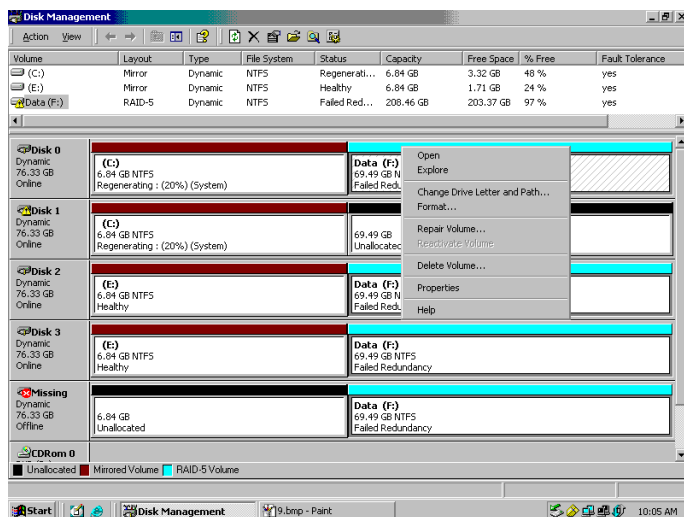 Disk Management
Action View
Volume Layout Type File System Status Capacity Free Space % Free Fault Tolerance
(C:) Mirror Dynamic NTFS Regenerati... 6.84 GB 3.32 GB 48 % yes
(E:) Mirror Dynamic NTFS Healthy 6.84 GB 1.71 GB 24 % yes
Data (F:) RAID-5 Dynamic NTFS Failed Red... 208.46 GB 203.37 GB 97 % yes
Disk 0
Dynamic
76.33 GB
Online
(C:)
6.84 GB NTFS
Regenerating : (20%) (System)
Data (F:)
69.49 GB
Failed
Open
Explore
Change Drive Letter and Path...
Format...
Repair Volume...
Reactivate Volume
Delete Volume...
Properties
Help
Disk 1
Dynamic
76.33 GB
Online
(C:)
6.84 GB NTFS
Regenerating : (20%) (System)
69.49 GB
Unallocated
Disk 2
Dynamic
76.33 GB
Online
(E:)
6.84 GB NTFS
Healthy
Data (F:)
69.49 GB N
Failed Redu
Disk 3
Dynamic
76.33 GB
Online
(E:)
6.84 GB NTFS
Healthy
Data (F:)
69.49 GB NTFS
Failed Redundancy
Missing
Dynamic
76.33 GB
Offline
6.84 GB
Unallocated
Data (F:)
69.49 GB NTFS
Failed Redundancy
CDRom 0
Unallocated Mirrored Volume RAID-5 Volume
Start Disk Management 9.bmp - Paint 10:05 AM